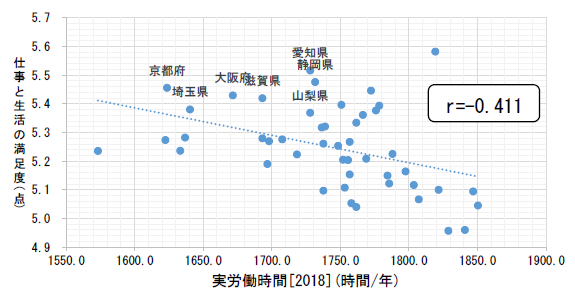 5.7
5.6
5.5
5.4
5.3
5.2
5.1
5.0
4.9
仕事と生活の満足度(点)
愛知県
静岡県
京都府
大阪府
滋賀県
埼玉県
山梨県
r=-0.411
1550.0 1600.0 1650.0 1700.0 1750.0 1800.0 1850.0 1900.0
実労働時間[2018](時間/年)